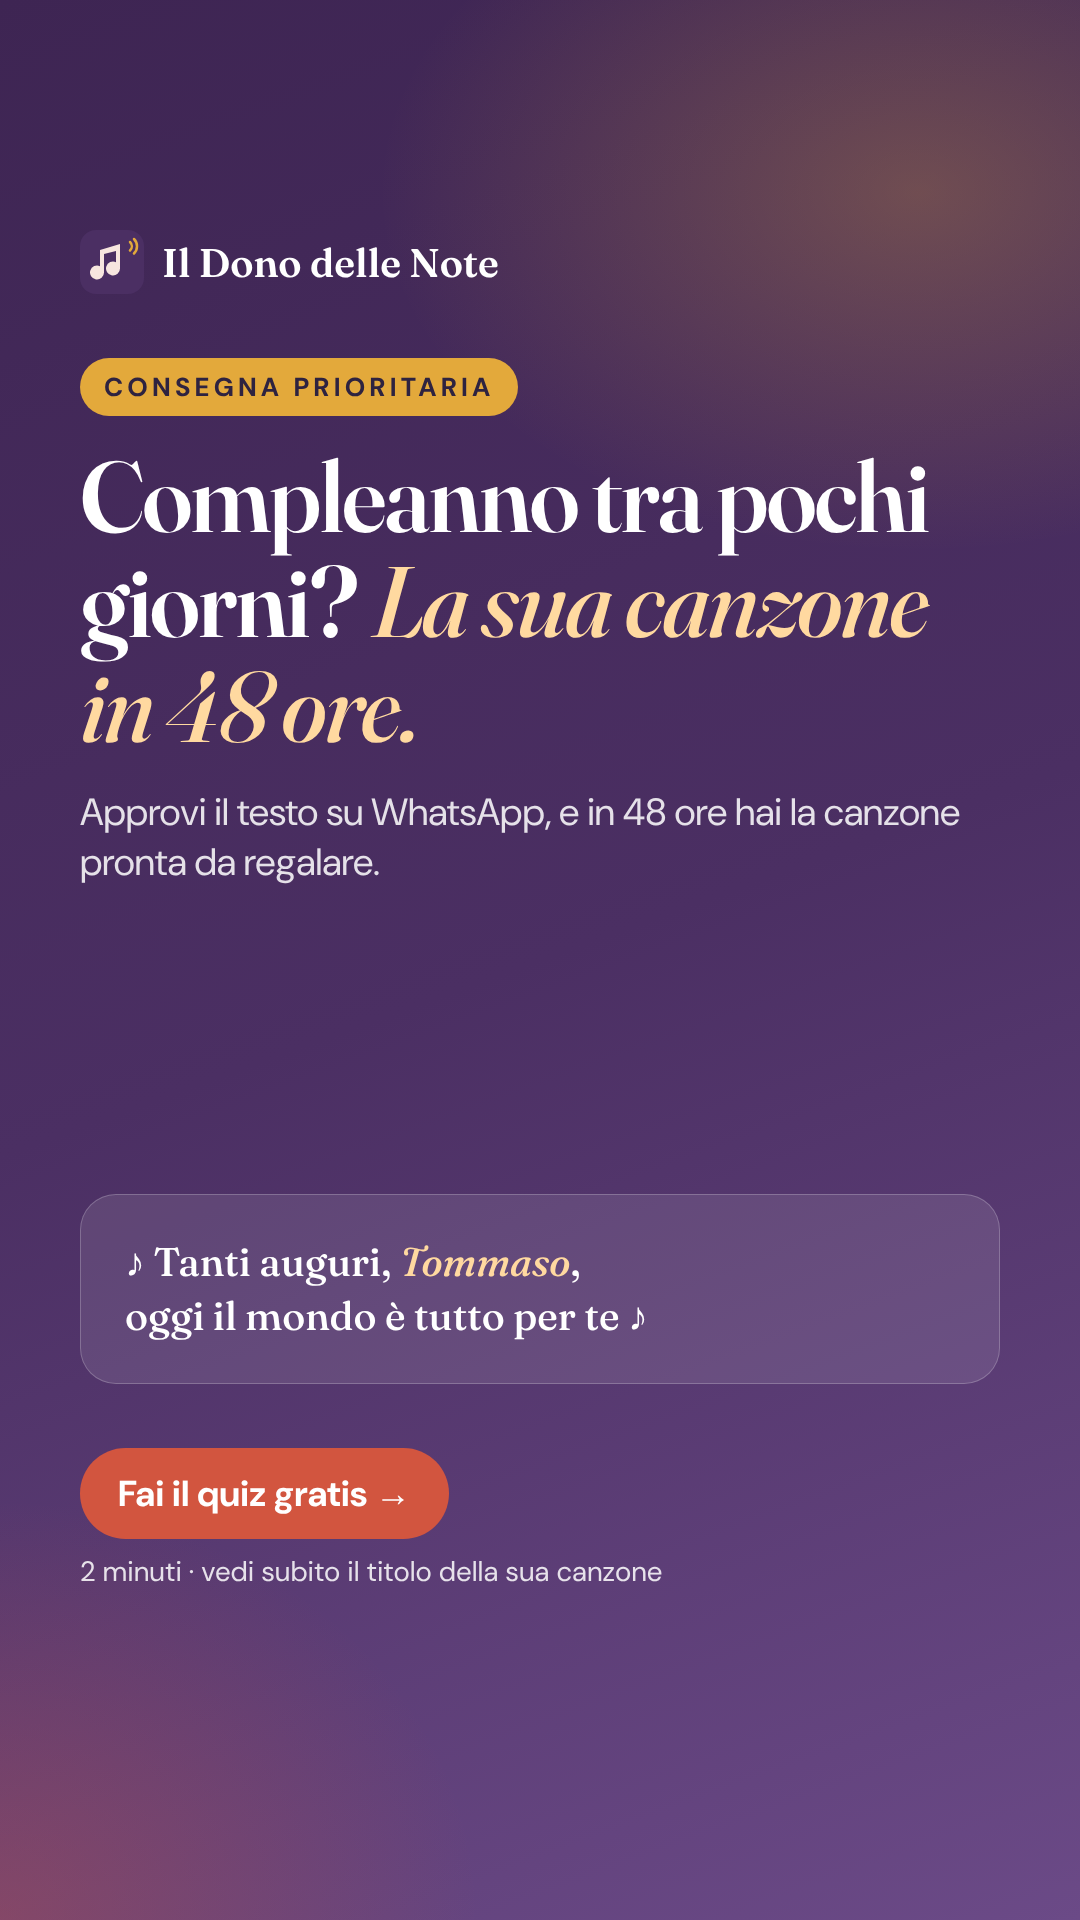 Il Dono delle Note
CONSEGNA PRIORITARIA
Compleanno tra pochi
giorni? La sua canzone
in 48 ore.
Approvi il testo su WhatsApp, e in 48 ore hai la canzone
pronta da regalare.
♪ Tanti auguri, Tommaso,
oggi il mondo è tutto per te ♪
Fai il quiz gratis →
2 minuti · vedi subito il titolo della sua canzone